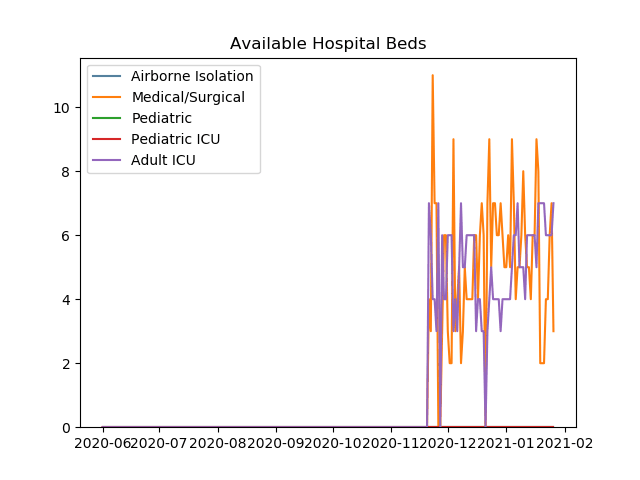 Available Hospital Beds
Airborne Isolation
Medical/Surgical
Pediatric
Pediatric ICU
Adult ICU
10
8
6
4
2
0
2020-06 2020-07 2020-08 2020-09 2020-10 2020-11 2020-12 2021-01 2021-02